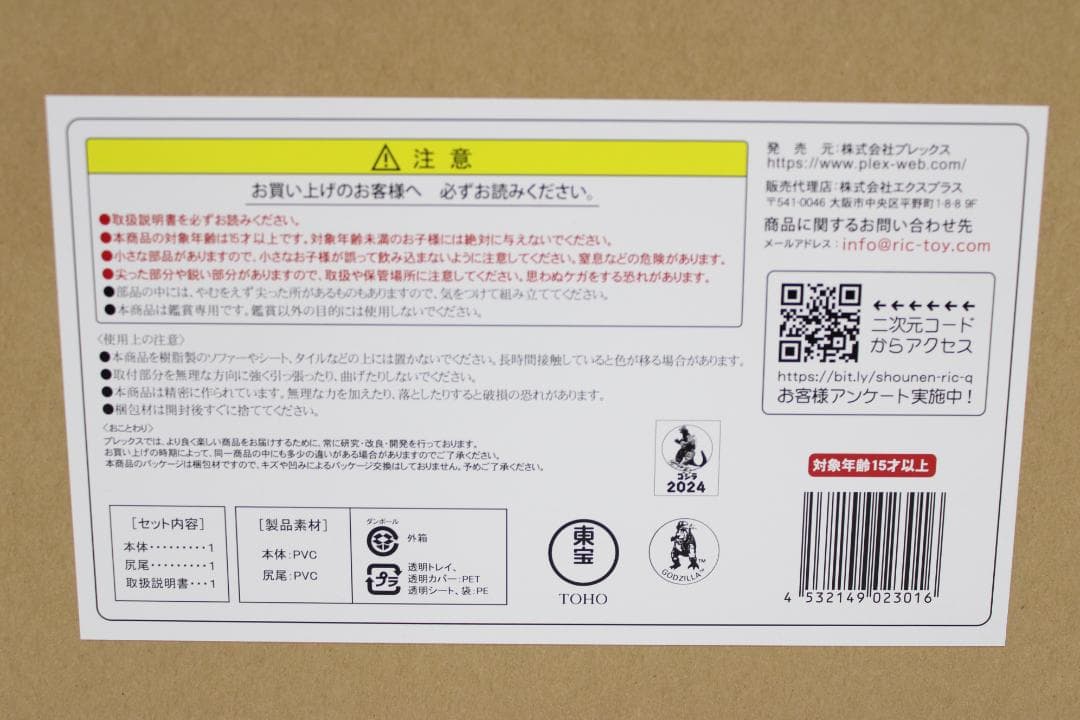 注意
お買い上げのお客様へ 必ずお読みください。
●取扱説明書を必ずお読みください。
●本商品の対象年齢は15才以上です。対象年齢未満のお子様には絶対に与えないでください。
●小さな部品がありますので、小さなお子様が誤って飲み込まないように注意してください。窒息などの危険があります。
●尖った部分や鋭い部分がありますので、取扱や保管場所に注意してください。思わぬケガをする恐れがあります。
●部品の中には、やむをえず尖った所があるものもありますので、気をつけて組み立ててください。
●本商品は鑑賞専用です。鑑賞以外の目的には使用しないでください。
〈使用上の注意〉
●本商品を樹脂製のソファーやシート、タイルなどの上には置かないでください。長時間接触していると色が移る場合があります。
●取付部分を無理な方向に強く引っ張ったり、曲げたりしないでください。
●本商品は精密に作られています。無理な力を加えたり、落としたりすると破損の恐れがあります。
●梱包材は開封後すぐに捨ててください。
〈おことわり〉
プレックスでは、より良く楽しい商品をお届けするために、常に研究・改良・開発を行っております。
お買い上げの時期によって、同一商品の中にも多少の違いがある場合がありますのでご了承ください。
本商品のパッケージは梱包材ですので、キズや凹みによるパッケージ交換はしておりません。予めご了承ください。
[セット内容]
本体・・・・・・・・・1
尻尾・・・・・・・・・1
取扱説明書・・・1
[製品素材]
本体:PVC
尻尾:PVC
ダンボール
外箱
プラ
透明トレイ、
透明カバー:PET
透明シート、袋:PE
東宝
TOHO
ゴジラ
2024
GODZILLA™
発売元:株式会社プレックス
https://www.plex-web.com/
販売代理店:株式会社エクスプラス
〒541-0046 大阪市中央区平野町1-8-8 9F
商品に関するお問い合わせ先
メールアドレス:info@ric-toy.com
←←←←←←
二次元コード
からアクセス
https://bit.ly/shounen-ric-q
お客様アンケート実施中!
対象年齢15才以上
4 532149 023016